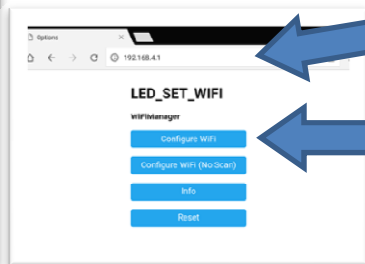 Options
192.168.4.1
LED_SET_WIFI
WiFiManager
Configure WiFi
Configure WiFi (No Scan)
Info
Reset